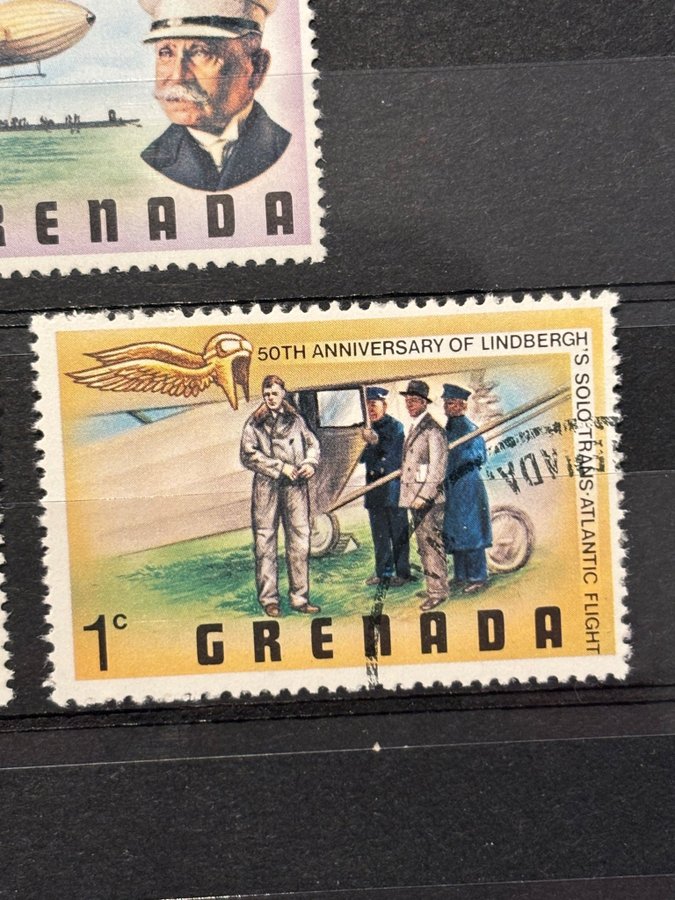 RENADA
50TH ANNIVERSARY OF LINDBERGH'S SOLO TRANS-ATLANTIC FLIGHT
1c GRENADA